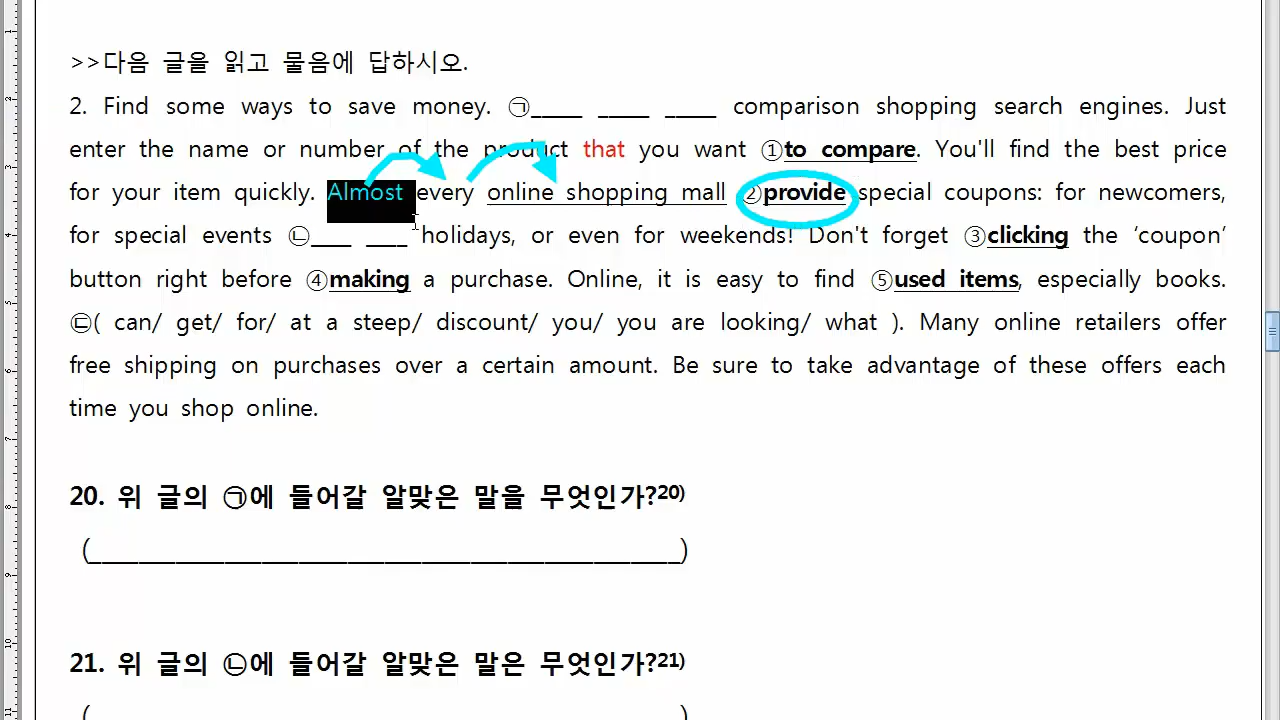 >>다음 글을 읽고 물음에 답하시오.
2. Find some ways to save money. ㉠_____ _____ _____ comparison shopping search engines. Just
enter the name or number of the product that you want ①to compare. You'll find the best price
for your item quickly. Almost every online shopping mall ②provide special coupons: for newcomers,
for special events ㉡____ ____ holidays, or even for weekends! Don't forget ③clicking the ‘coupon’
button right before ④making a purchase. Online, it is easy to find ⑤used items, especially books.
㉢( can/ get/ for/ at a steep/ discount/ you/ you are looking/ what ). Many online retailers offer
free shipping on purchases over a certain amount. Be sure to take advantage of these offers each
time you shop online.
20. 위 글의 ㉠에 들어갈 알맞은 말을 무엇인가?20)
(________________________________________)
21. 위 글의 ㉡에 들어갈 알맞은 말은 무엇인가?21)
(________________________________________)